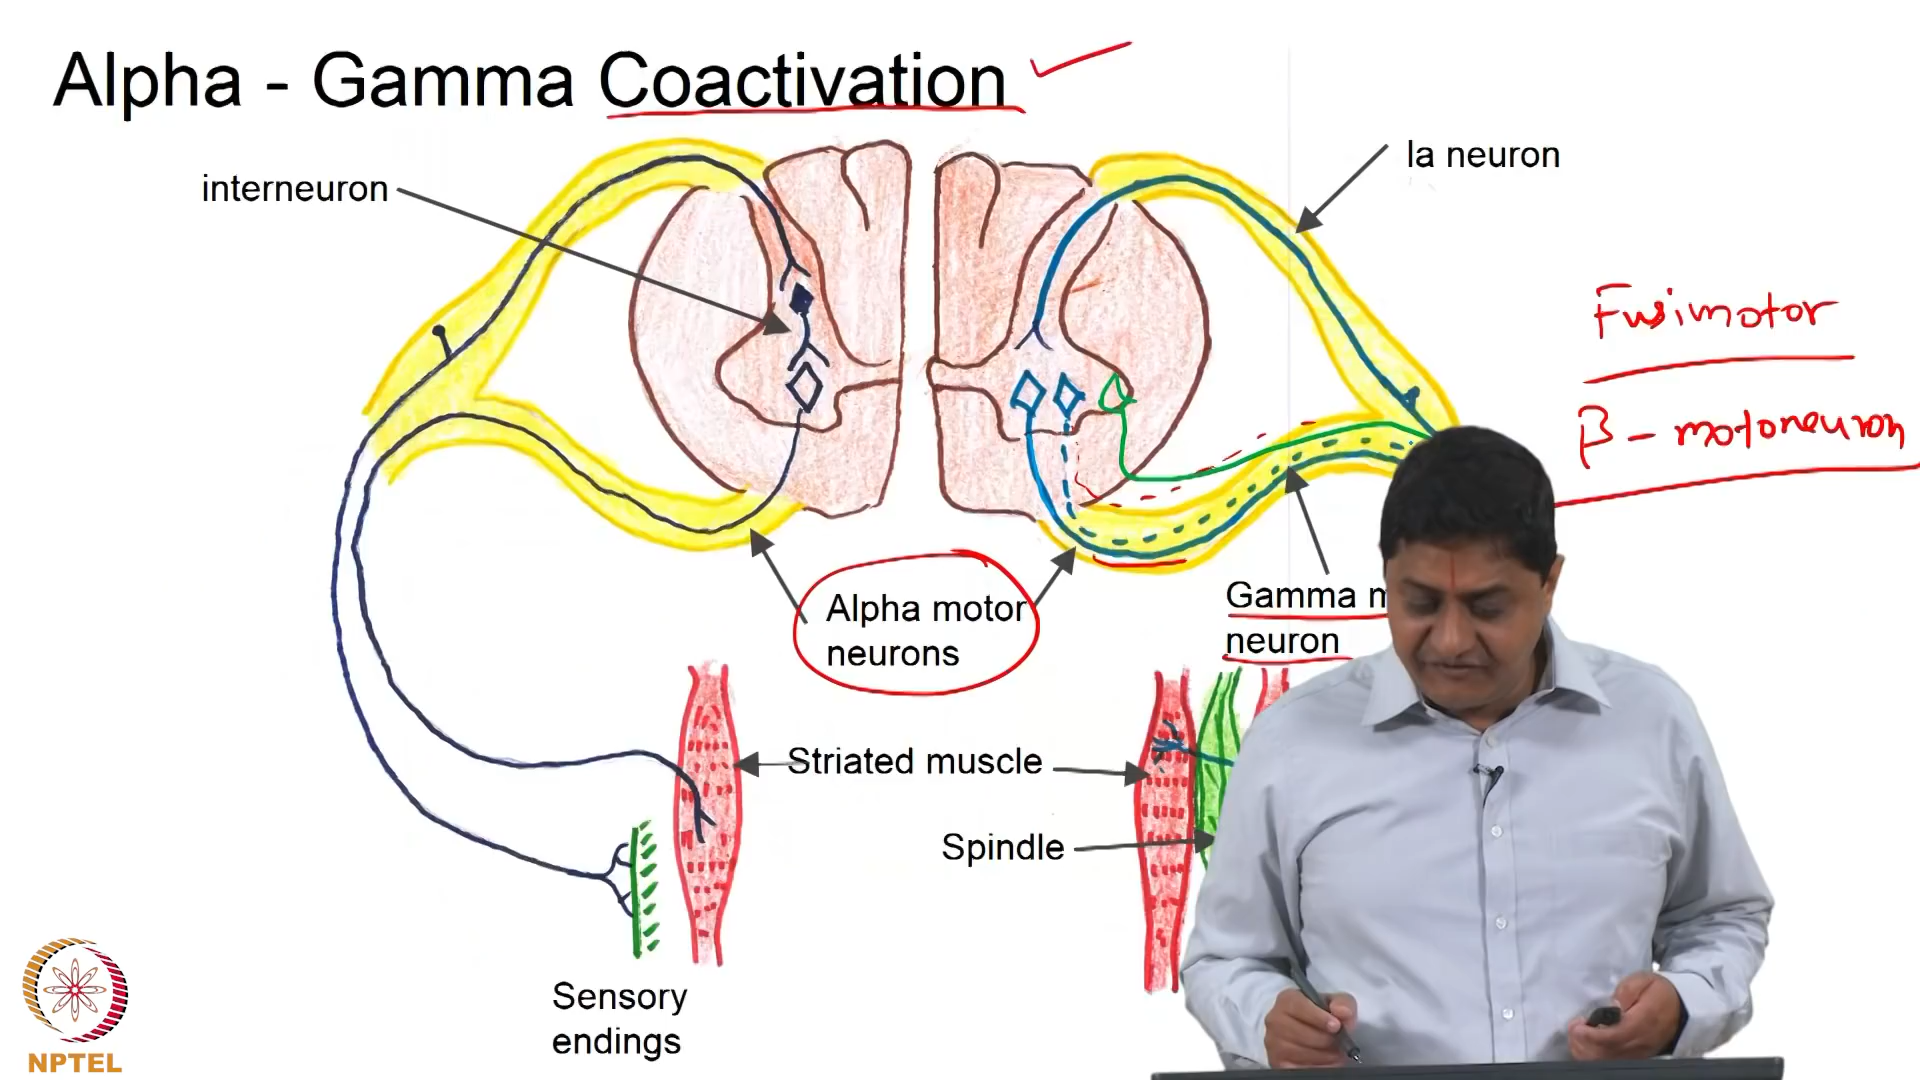 Alpha - Gamma Coactivation
interneuron
Ia neuron
Fusimotor
β - motoneuron
Alpha motor
neurons
Gamma m
neuron
Striated muscle
Spindle
Sensory
endings
NPTEL